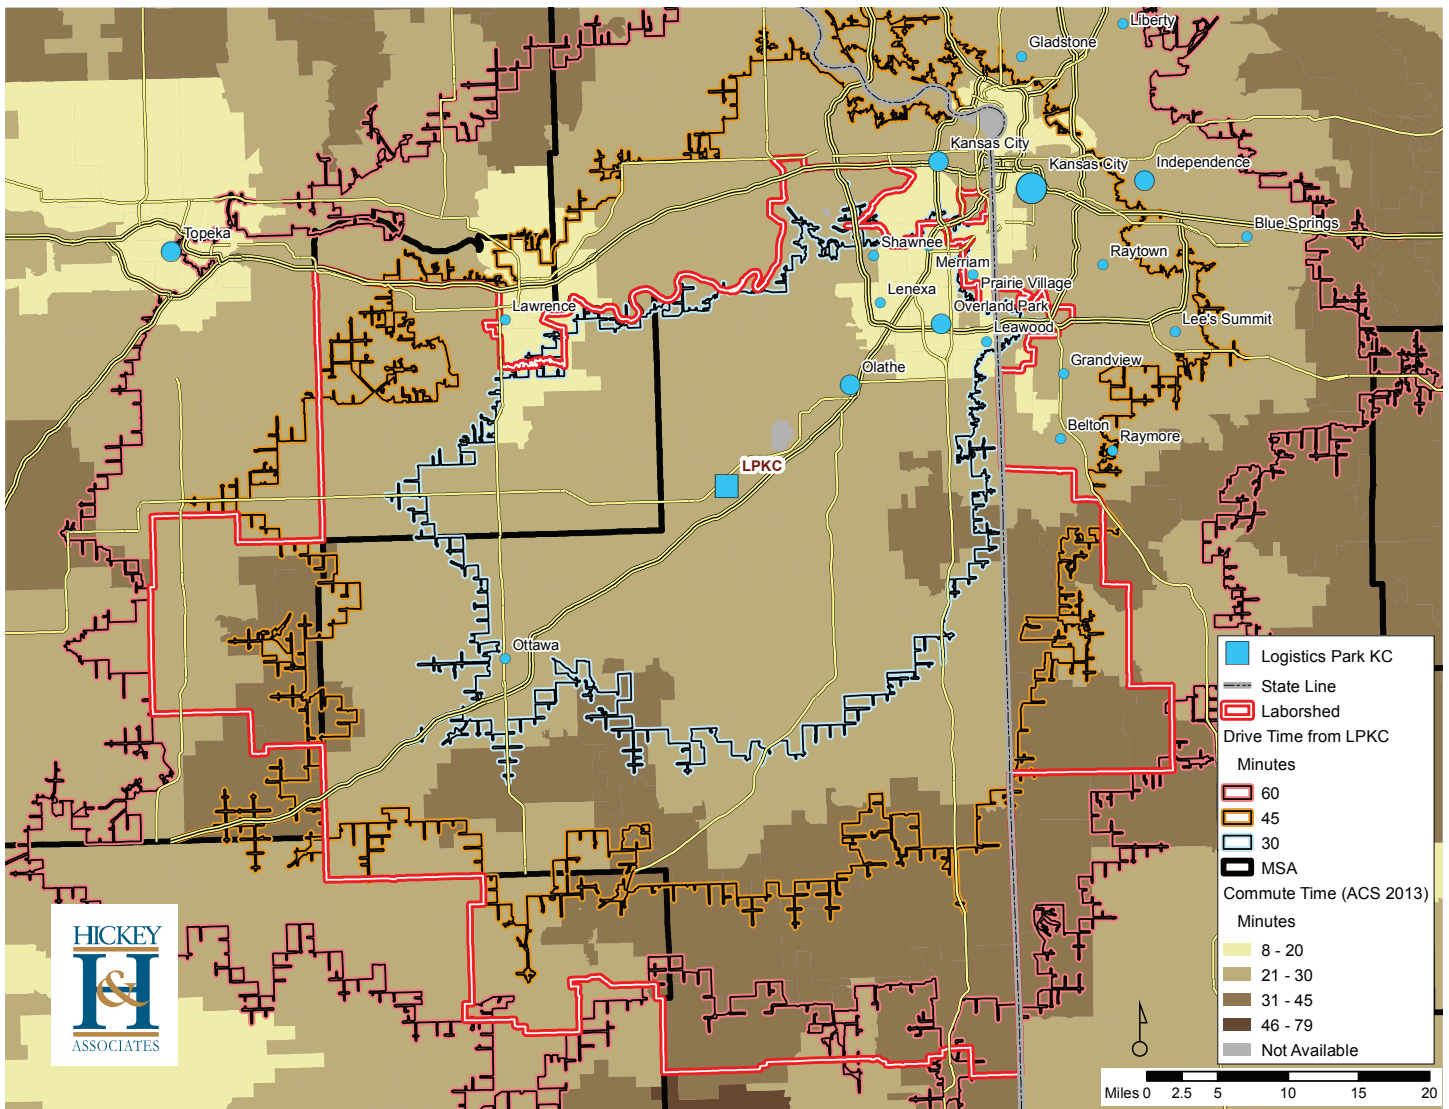 Liberty
Gladstone
Kansas City
Kansas City
Independence
Topeka
Blue Springs
Shawnee
Merriam
Raytown
Prairie Village
Lenexa
Overland Park
Lawrence
Leawood
Lee's Summit
Grandview
Olathe
Belton
Raymore
LPKC
Ottawa
Logistics Park KC
State Line
Laborshed
Drive Time from LPKC
Minutes
60
45
30
MSA
Commute Time (ACS 2013)
Minutes
8 - 20
21 - 30
31 - 45
46 - 79
Not Available
HICKEY
H&
ASSOCIATES
Miles 0 2.5 5 10 15 20